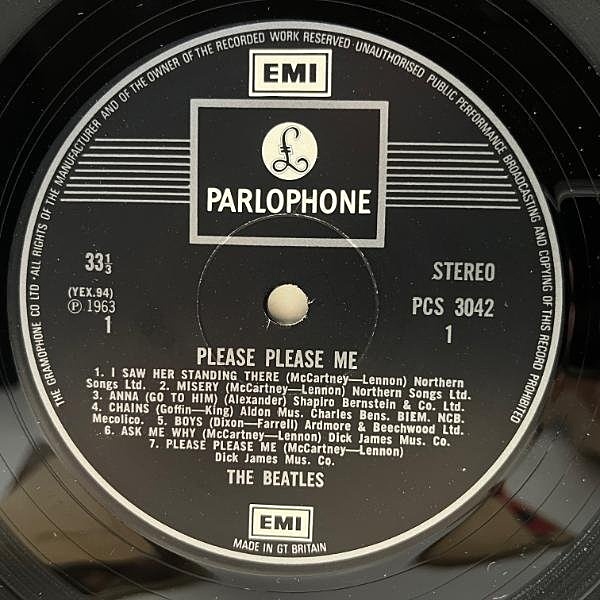 THE GRAMOPHONE CO LTD · ALL RIGHTS OF THE MANUFACTURER AND OF THE OWNER OF THE RECORDED WORK RESERVED · UNAUTHORISED PUBLIC PERFORMANCE BROADCASTING AND COPYING OF THIS RECORD PROHIBITED
EMI
£
PARLOPHONE
33⅓
STEREO
(YEX.94)
℗ 1963
1
PCS 3042
1
PLEASE PLEASE ME
1. I SAW HER STANDING THERE (McCartney—Lennon) Northern
Songs Ltd. 2. MISERY (McCartney—Lennon) Northern Songs Ltd.
3. ANNA (GO TO HIM) (Alexander) Shapiro Bernstein & Co. Ltd.
4. CHAINS (Goffin—King) Aldon Mus. Charles Bens. BIEM. NCB.
Mecolico. 5. BOYS (Dixon—Farrell) Ardmore & Beechwood Ltd.
6. ASK ME WHY (McCartney—Lennon) Dick James Mus. Co.
7. PLEASE PLEASE ME (McCartney—Lennon)
Dick James Mus. Co.
THE BEATLES
EMI
MADE IN GT BRITAIN